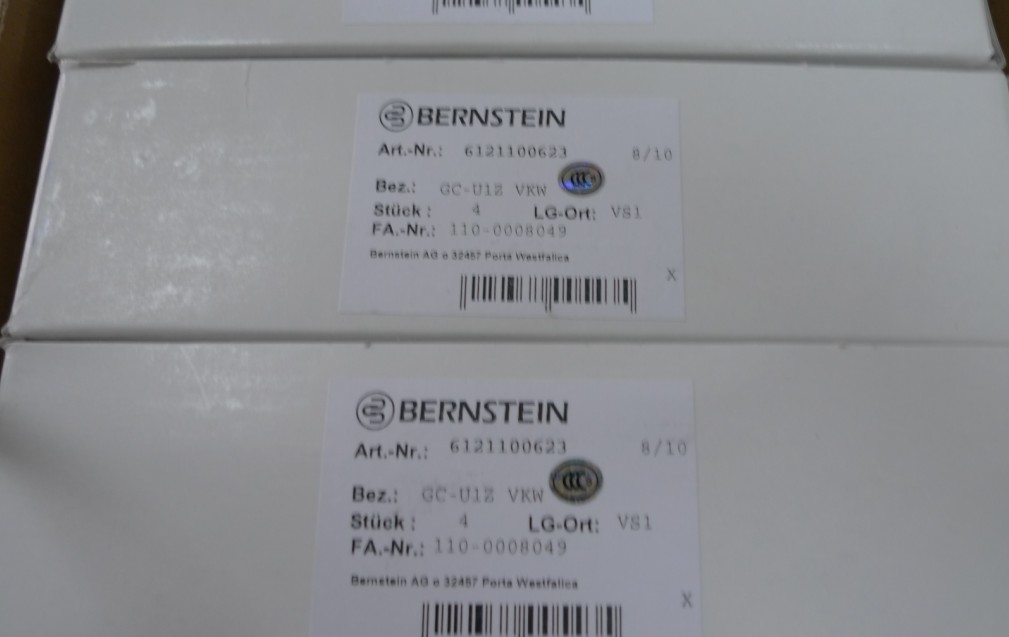 BERNSTEIN
Art.-Nr.: 6121100623 8/10
Bez.: GC-U1Z VKW CCC
Stück : 4 LG-Ort: VS1
FA.-Nr.: 110-0008049
Bernstein AG o 32457 Porta Westfalica
X
BERNSTEIN
Art.-Nr.: 6121100623 8/10
Bez.: GC-U1Z VKW CCC
Stück : 4 LG-Ort: VS1
FA.-Nr.: 110-0008049
Bernstein AG o 32457 Porta Westfalica
X